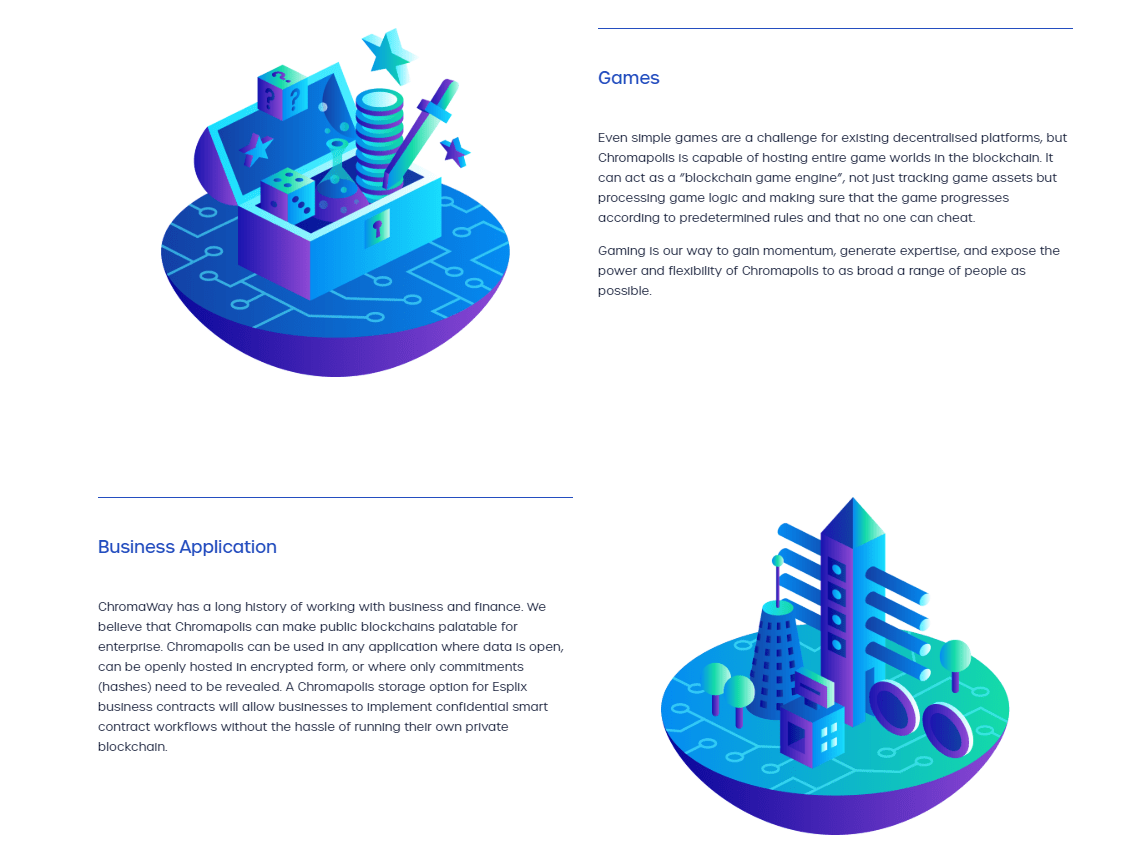 Games
Even simple games are a challenge for existing decentralised platforms, but
Chromapolis is capable of hosting entire game worlds in the blockchain. It
can act as a “blockchain game engine”, not just tracking game assets but
processing game logic and making sure that the game progresses
according to predetermined rules and that no one can cheat.
Gaming is our way to gain momentum, generate expertise, and expose the
power and flexibility of Chromapolis to as broad a range of people as
possible.
Business Application
ChromaWay has a long history of working with business and finance. We
believe that Chromapolis can make public blockchains palatable for
enterprise. Chromapolis can be used in any application where data is open,
can be openly hosted in encrypted form, or where only commitments
(hashes) need to be revealed. A Chromapolis storage option for Esplix
business contracts will allow businesses to implement confidential smart
contract workflows without the hassle of running their own private
blockchain.